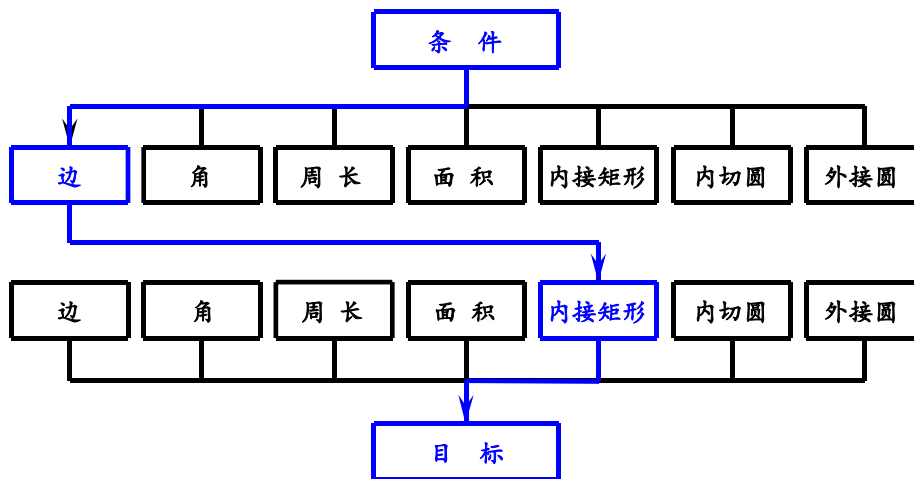 条 件
边 角 周 长 面 积 内接矩形 内切圆 外接圆
边 角 周 长 面 积 内接矩形 内切圆 外接圆
目 标